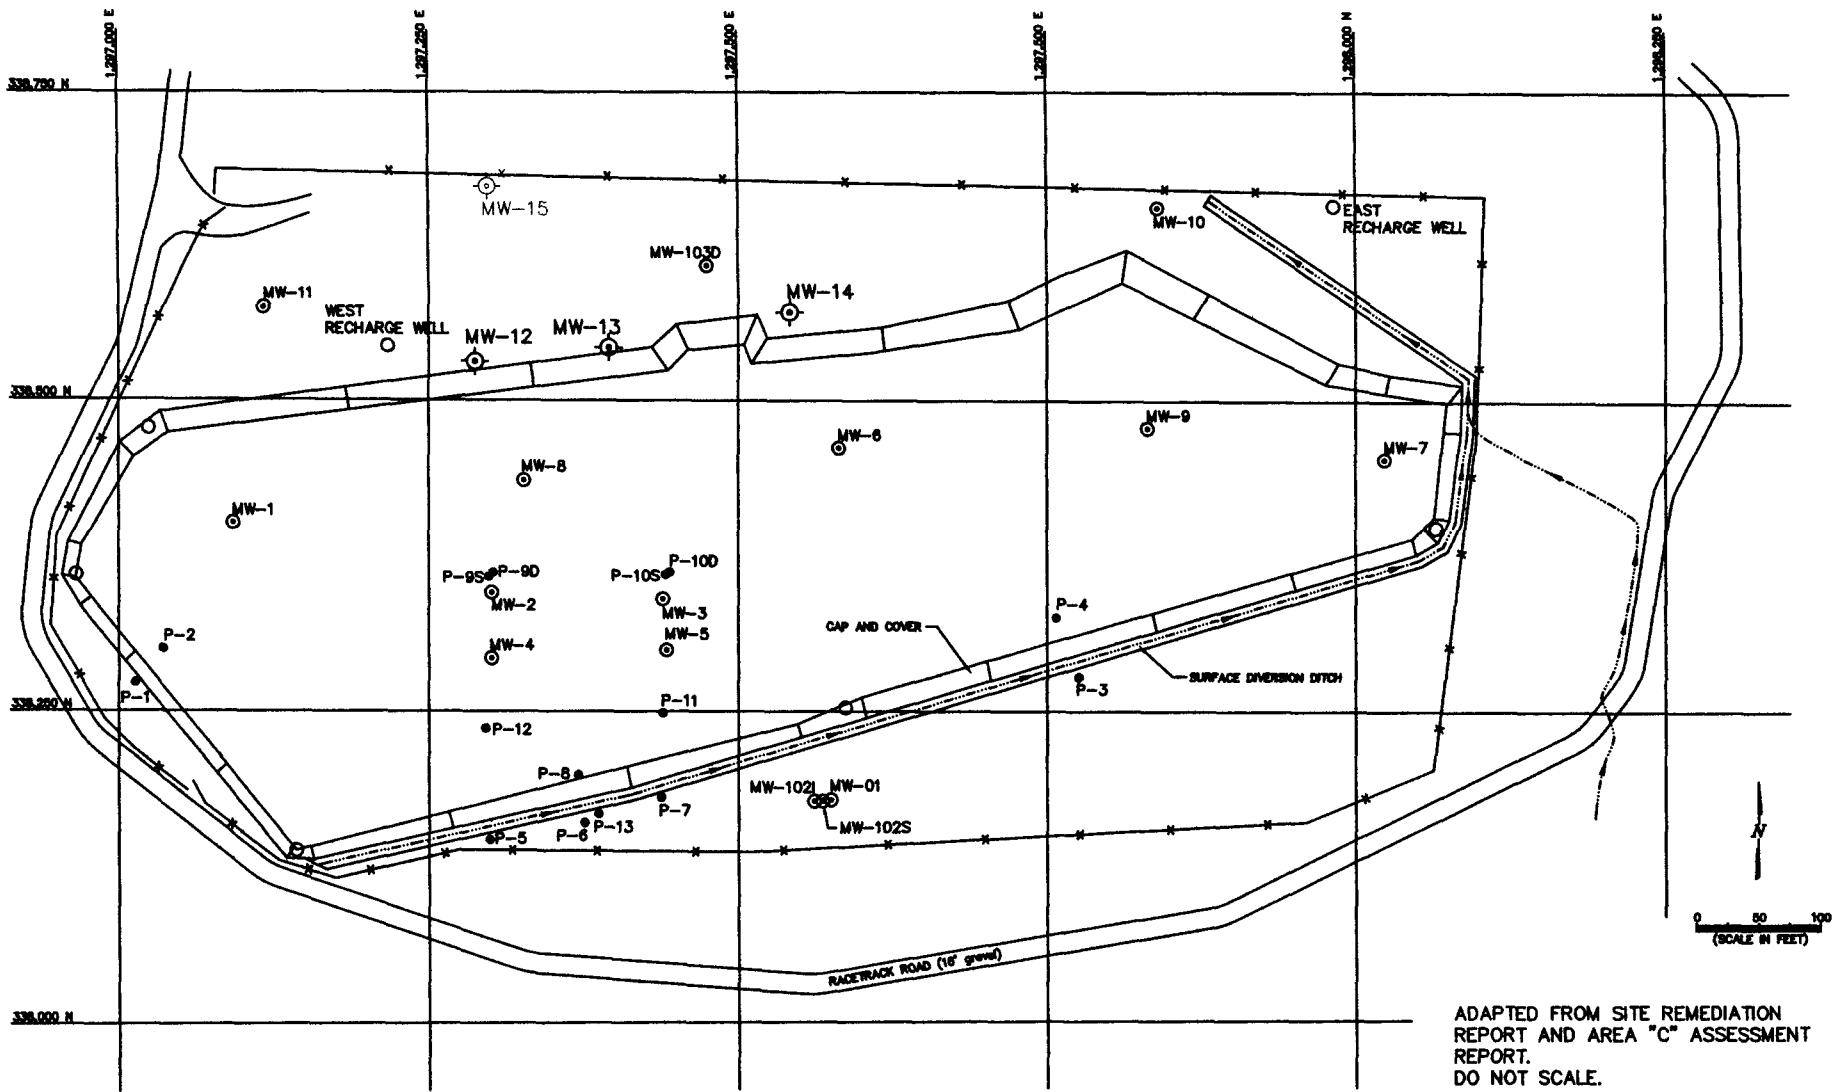 1,297,000 E
1,297,250 E
1,297,500 E
1,297,500 E
1,298,000 N
1,298,250 E
338,750 N
MW-15
MW-10
EAST
RECHARGE WELL
MW-103D
MW-11
WEST
RECHARGE WELL
MW-14
MW-13
MW-12
338,500 N
MW-9
MW-6
MW-7
MW-8
MW-1
P-9S
P-9D
P-10S
P-10D
MW-2
MW-3
P-4
CAP AND COVER
P-2
MW-5
MW-4
SURFACE DIVERSION DITCH
P-1
P-3
338,250 N
P-11
P-12
P-8
MW-102I
MW-01
P-7
P-13
P-6
MW-102S
P-5
N
0 50 100
(SCALE IN FEET)
RACETRACK ROAD (16" gravel)
338,000 N
ADAPTED FROM SITE REMEDIATION
REPORT AND AREA "C" ASSESSMENT
REPORT.
DO NOT SCALE.